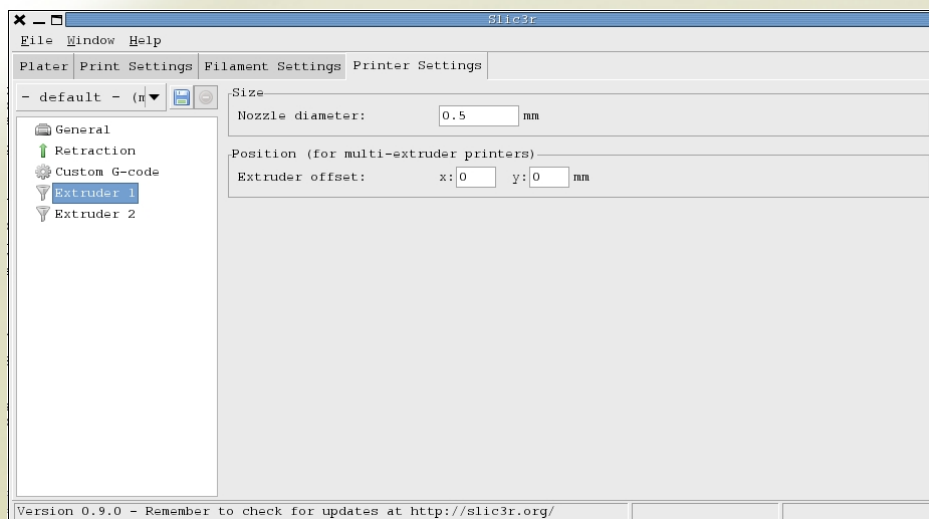 Slic3r
File Window Help
Plater Print Settings Filament Settings Printer Settings
- default - (m
General
Retraction
Custom G-code
Extruder 1
Extruder 2
Size
Nozzle diameter: 0.5 mm
Position (for multi-extruder printers)
Extruder offset: x: 0 y: 0 mm
Version 0.9.0 - Remember to check for updates at http://slic3r.org/